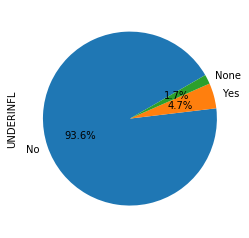 None
1.7%
Yes
4.7%
UNDERINFL
93.6%
No